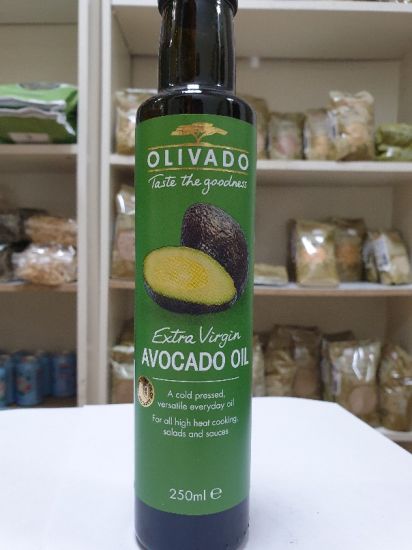 OLIVADO
Taste the goodness
Extra Virgin
AVOCADO OIL
A cold pressed,
versatile everyday oil
For all high heat cooking,
salads and sauces
250ml ℮